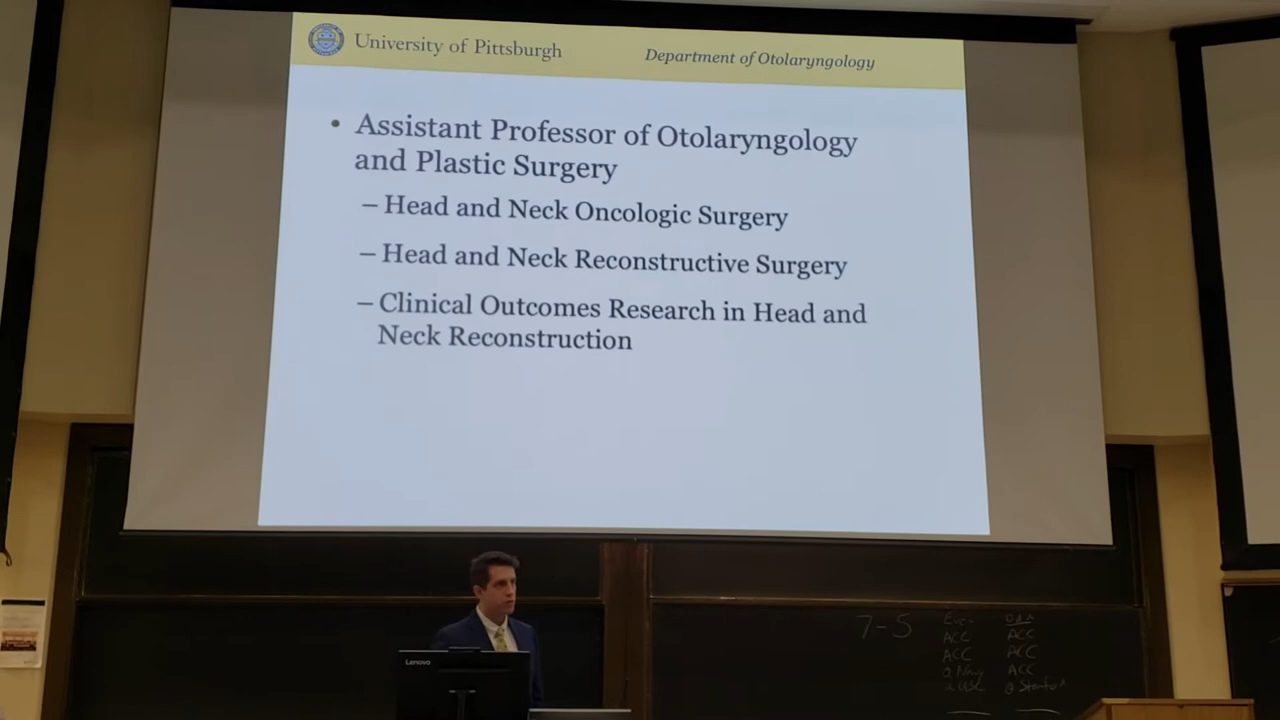 University of Pittsburgh
Department of Otolaryngology
• Assistant Professor of Otolaryngology
and Plastic Surgery
– Head and Neck Oncologic Surgery
– Head and Neck Reconstructive Surgery
– Clinical Outcomes Research in Head and
Neck Reconstruction
Lenovo
7-5
ACC ACC
ACC ACC
ACC
@ Stanford